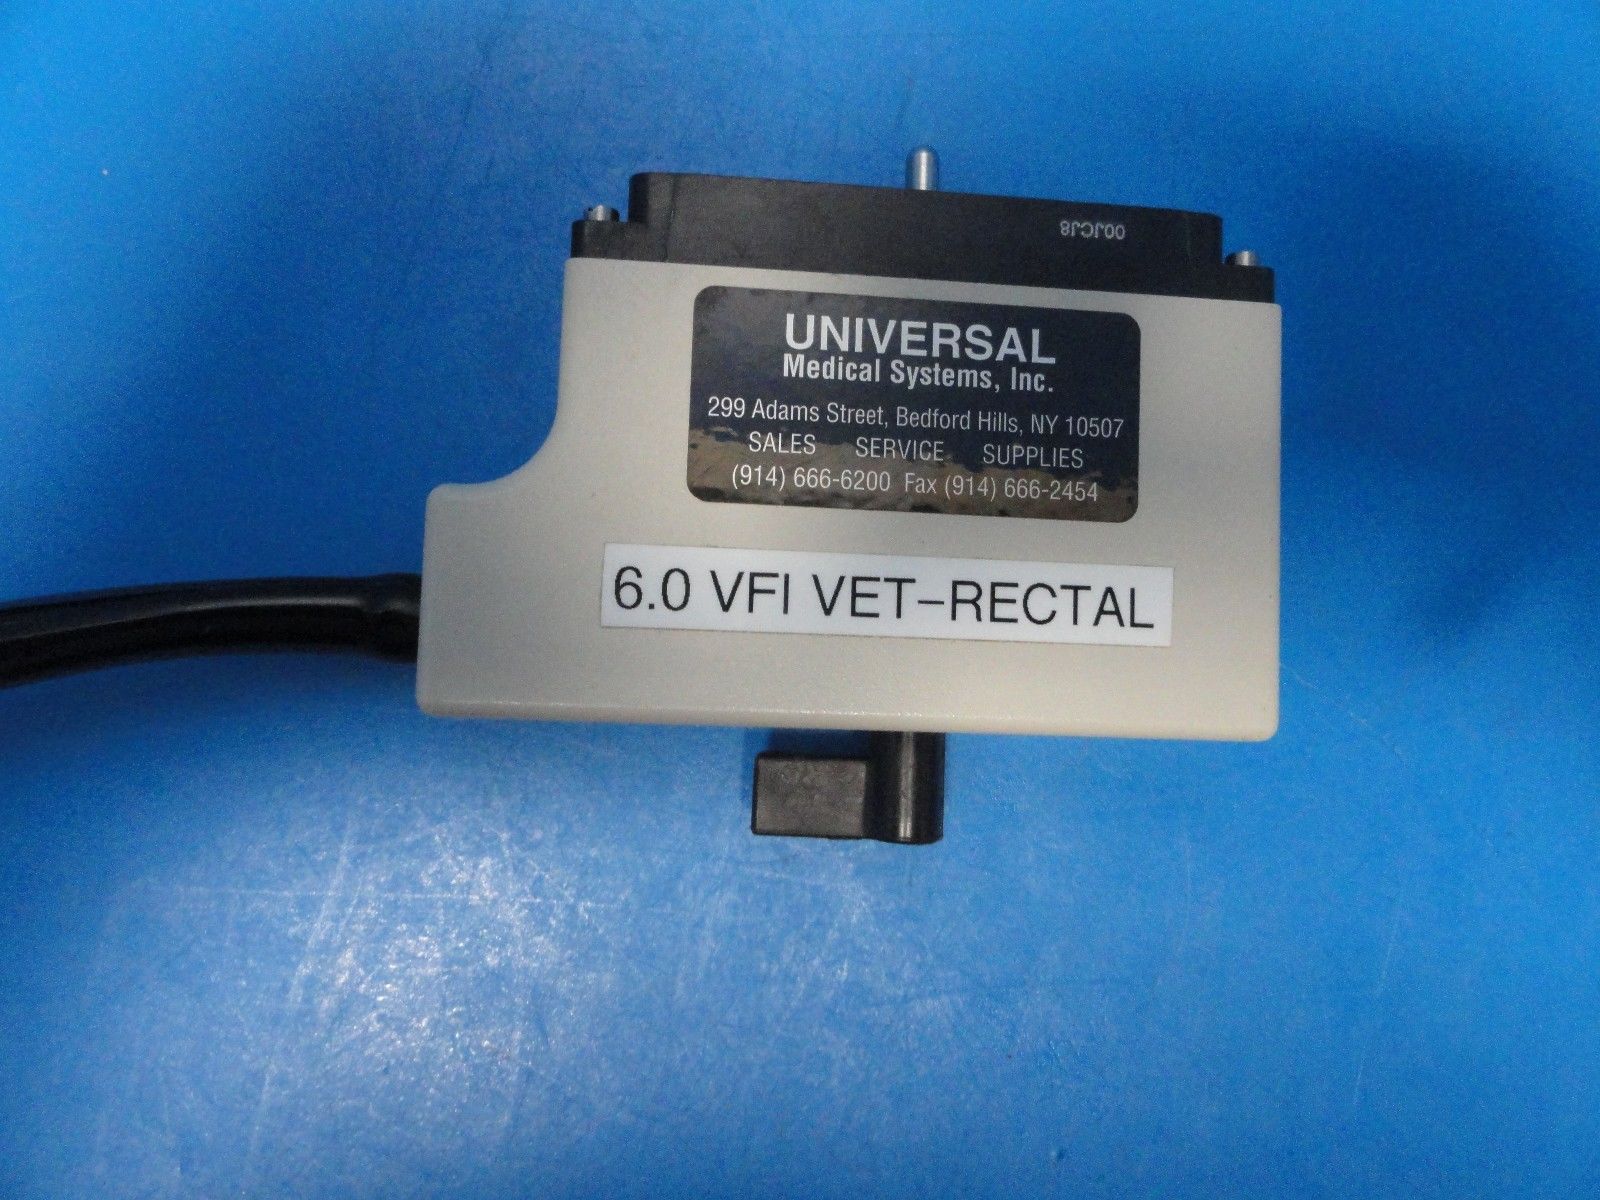 00JCJ8
UNIVERSAL
Medical Systems, Inc.
299 Adams Street, Bedford Hills, NY 10507
SALES SERVICE SUPPLIES
(914) 666-6200 Fax (914) 666-2454
6.0 VFI VET-RECTAL